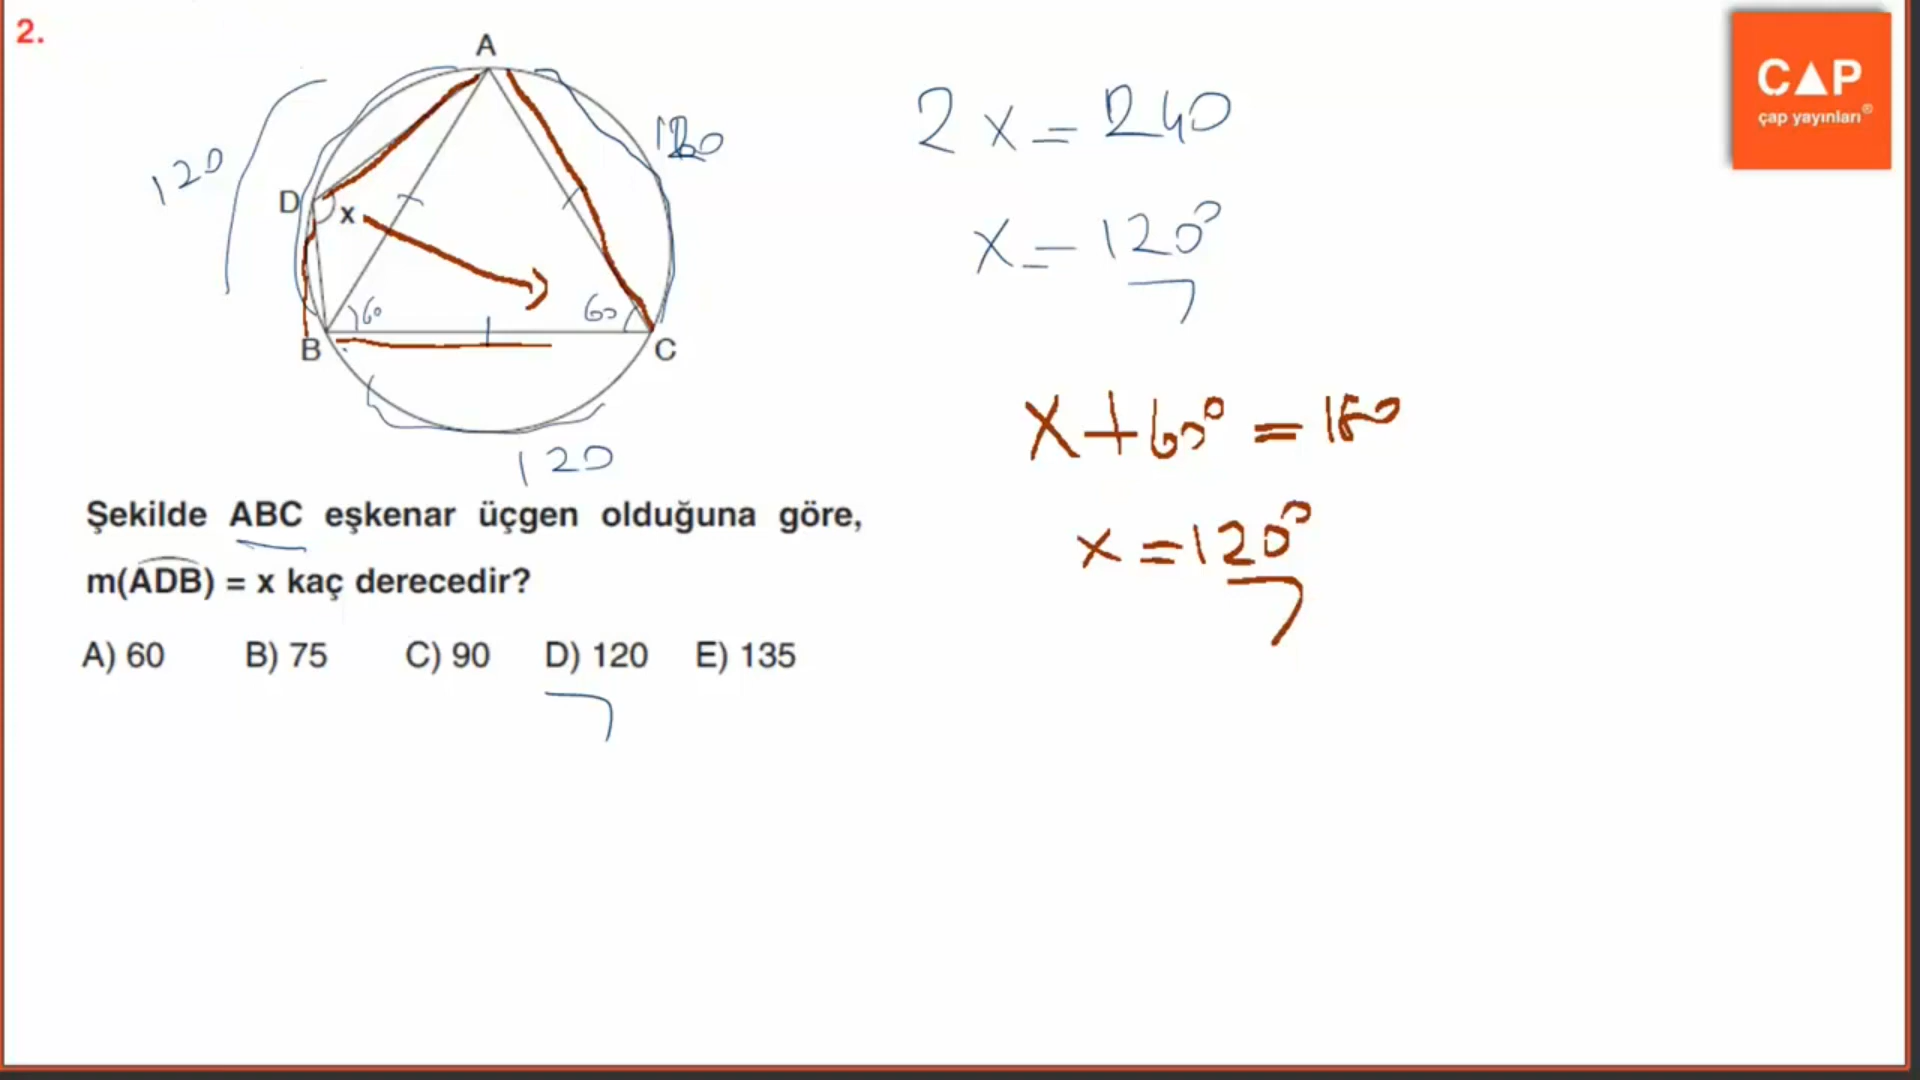 2.
CAP
çap yayınları®
A
120
120
2x = 240
D
x
x = 120°
60
60
B
C
x + 60° = 180
120
x = 120°
Şekilde ABC eşkenar üçgen olduğuna göre,
m(ADB) = x kaç derecedir?
A) 60 B) 75 C) 90 D) 120 E) 135